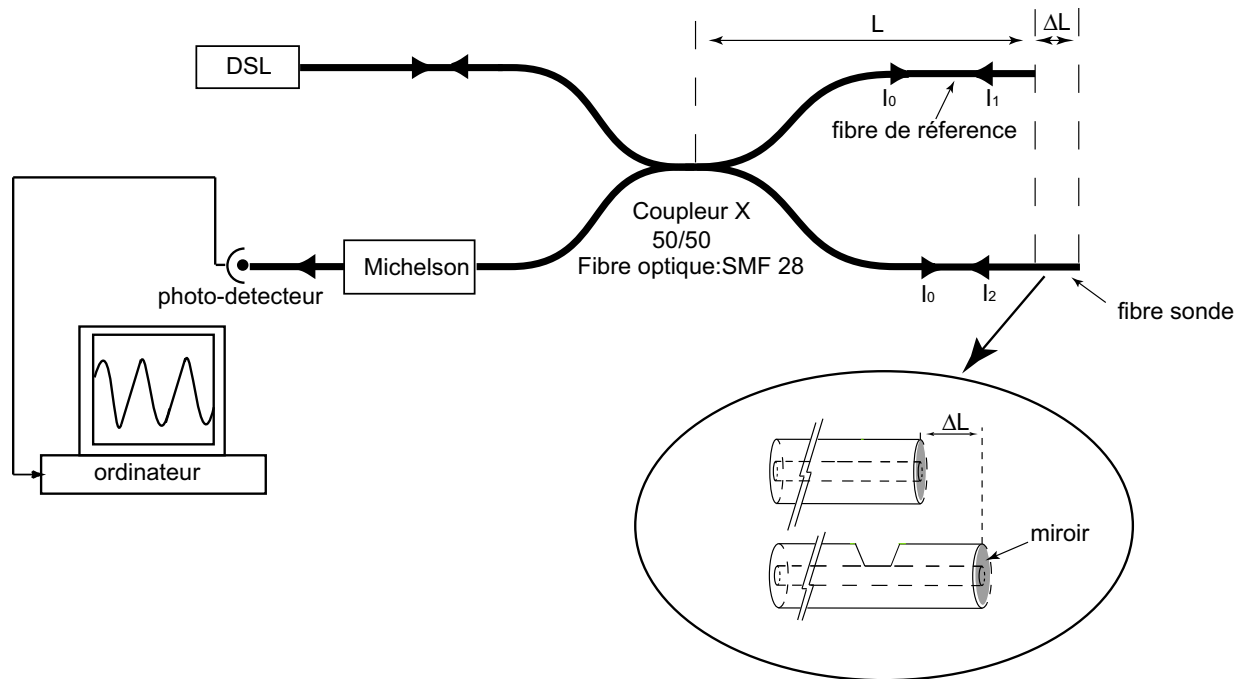 L
ΔL
DSL
I0
I1
fibre de réference
Coupleur X
50/50
Fibre optique:SMF 28
Michelson
photo-detecteur
I0
I2
fibre sonde
ordinateur
ΔL
miroir